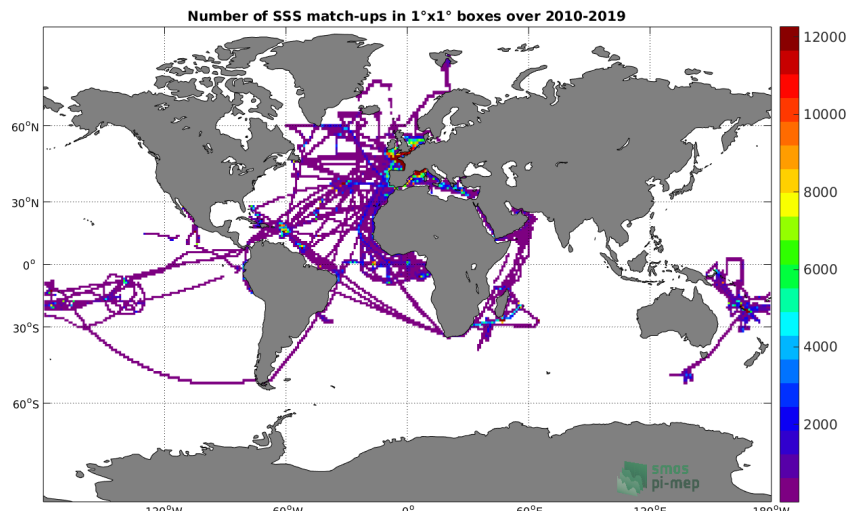 Number of SSS match-ups in 1°x1° boxes over 2010-2019
12000
10000
8000
6000
4000
2000
60°N
30°N
0°
30°S
60°S
smos
pi-mep
120°W
60°W
0°
60°E
120°E
180°W